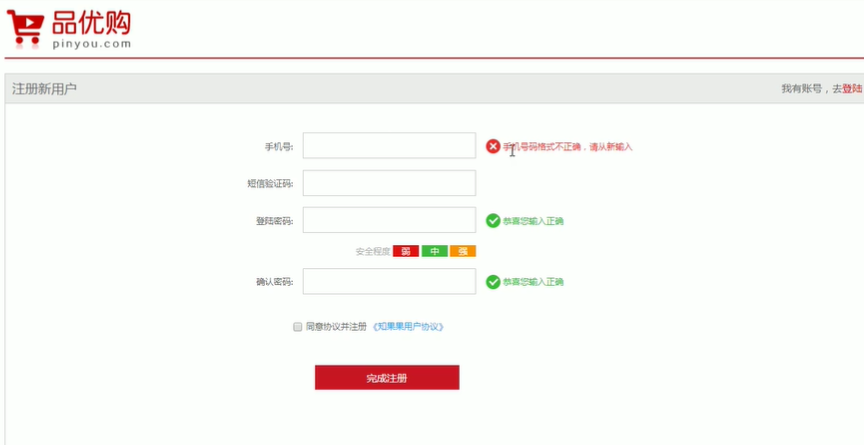 品优购
pinyou.com
注册新用户
我有账号，去登陆
手机号:
手机号码格式不正确，请从新输入
短信验证码:
登陆密码:
恭喜您输入正确
安全程度 弱 中 强
确认密码:
恭喜您输入正确
同意协议并注册 《知果果用户协议》
完成注册